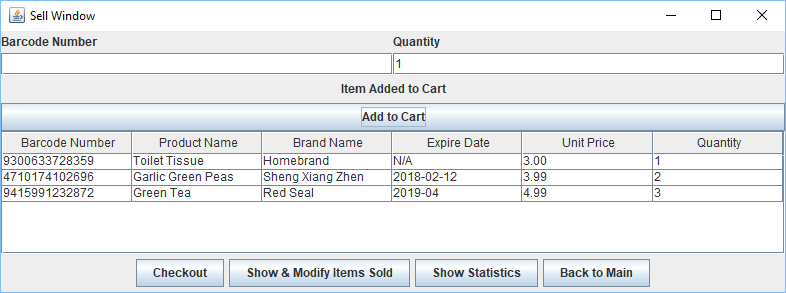 Sell Window
Barcode Number Quantity
1
Item Added to Cart
Add to Cart
Barcode Number Product Name Brand Name Expire Date Unit Price Quantity
9300633728359 Toilet Tissue Homebrand N/A 3.00 1
4710174102696 Garlic Green Peas Sheng Xiang Zhen 2018-02-12 3.99 2
9415991232872 Green Tea Red Seal 2019-04 4.99 3
Checkout Show & Modify Items Sold Show Statistics Back to Main